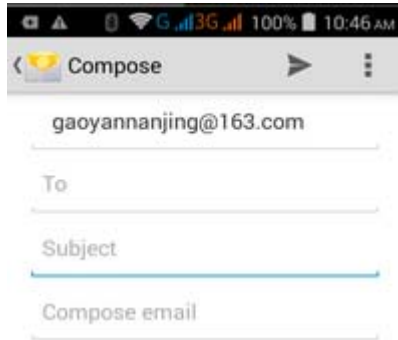 G 3G 100% 10:46 AM
Compose
gaoyannanjing@163.com
To
Subject
Compose email